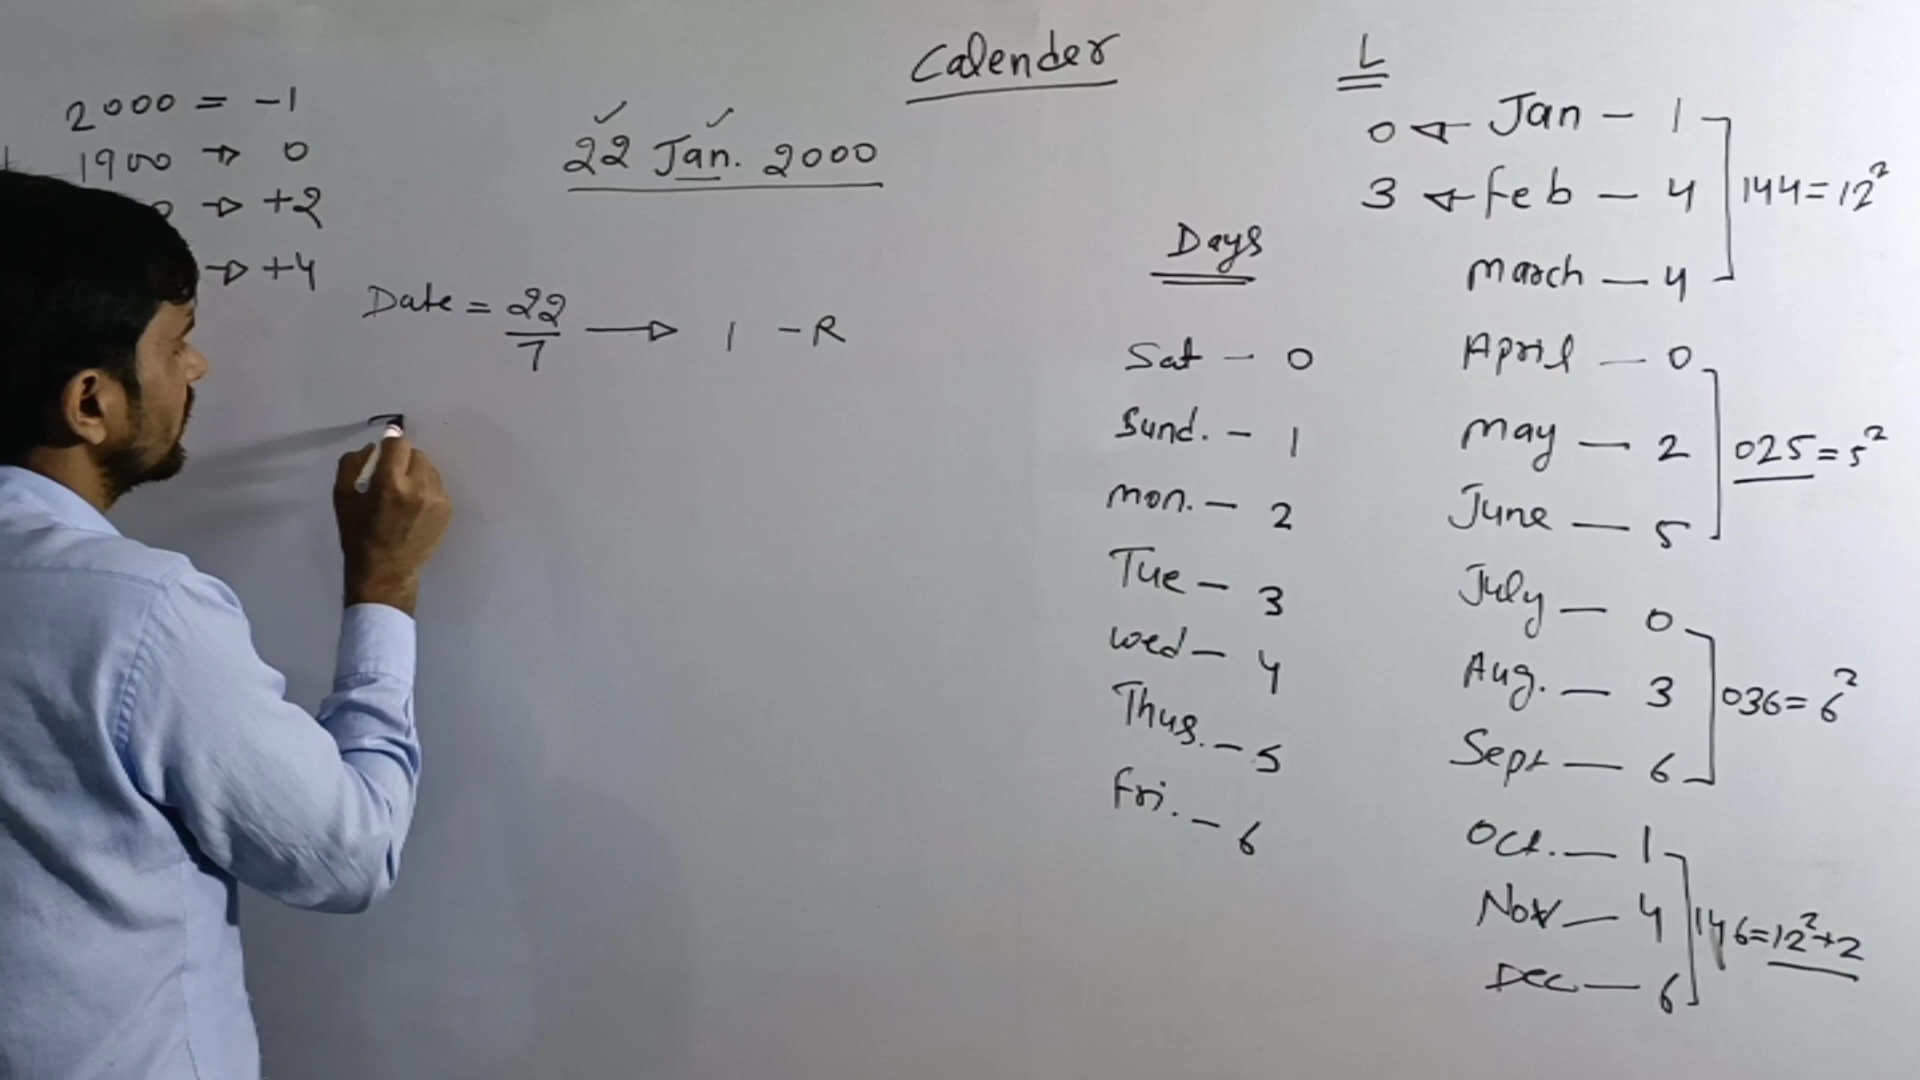 Calender
2000 = -1
1900 → 0
→ +2
→ +4
22 Jan. 2000
Date = 22/7 → 1 - R
Days
Sat - 0
Sund. - 1
Mon. - 2
Tue - 3
Wed - 4
Thus. - 5
Fri. - 6
L
0 ← Jan - 1
3 ← Feb - 4
March - 4
144 = 12²
April - 0
May - 2
June - 5
025 = 5²
July - 0
Aug. - 3
Sept - 6
036 = 6²
Oct. - 1
Nov - 4
Dec - 6
146 = 12² + 2